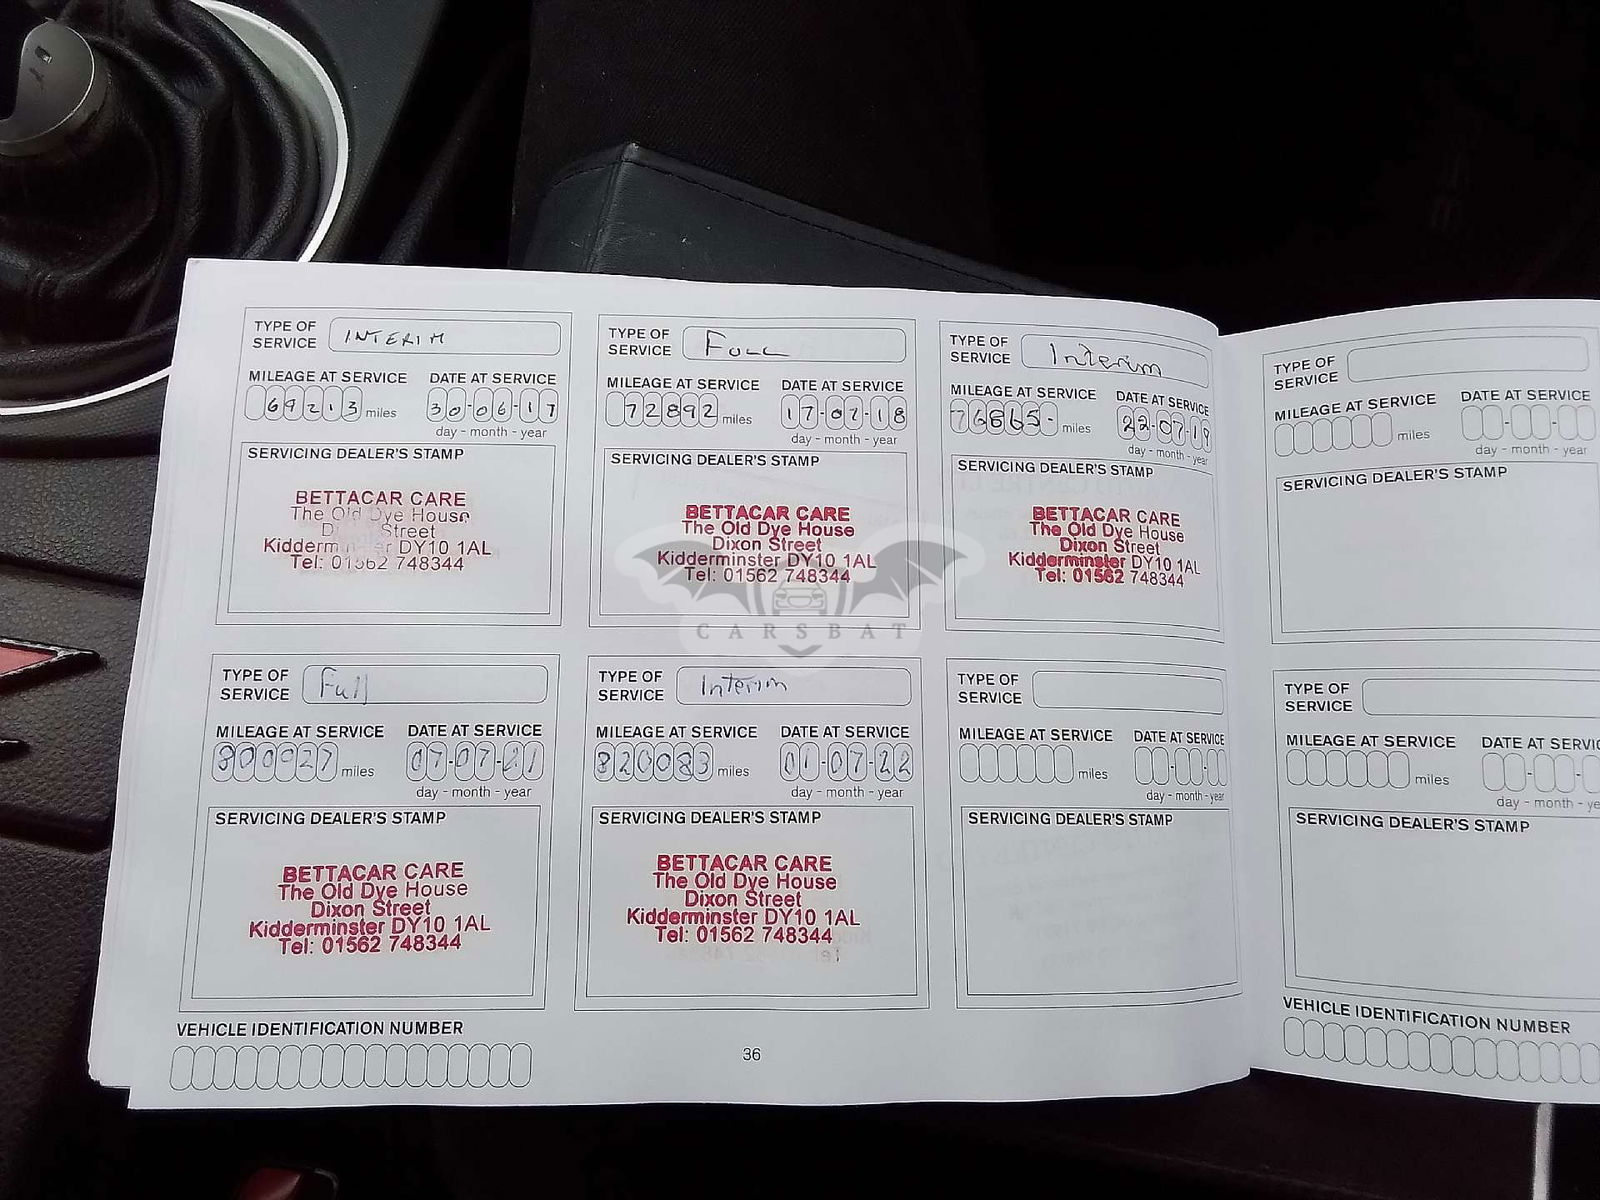 TYPE OF
SERVICE
INTERIM
MILEAGE AT SERVICE
DATE AT SERVICE
69213 miles
30-06-17
day - month - year
SERVICING DEALER'S STAMP
BETTACAR CARE
The Old Dye House
Street
Kidderminster DY10 1AL
Tel: 01562 748344
TYPE OF
SERVICE
FULL
MILEAGE AT SERVICE
DATE AT SERVICE
72892 miles
17-07-18
day - month - year
SERVICING DEALER'S STAMP
BETTACAR CARE
The Old Dye House
Dixon Street
Kidderminster DY10 1AL
Tel: 01562 748344
TYPE OF
SERVICE
Interim
MILEAGE AT SERVICE
DATE AT SERVICE
76865- miles
22-07-19
day - month - year
SERVICING DEALER'S STAMP
BETTACAR CARE
The Old Dye House
Dixon Street
Kidderminster DY10 1AL
Tel: 01562 748344
TYPE OF
SERVICE
MILEAGE AT SERVICE
DATE AT SERVICE
miles
day - month - year
SERVICING DEALER'S STAMP
CARSBAT
TYPE OF
SERVICE
Full
MILEAGE AT SERVICE
DATE AT SERVICE
800027 miles
07-07-21
day - month - year
SERVICING DEALER'S STAMP
BETTACAR CARE
The Old Dye House
Dixon Street
Kidderminster DY10 1AL
Tel: 01562 748344
TYPE OF
SERVICE
Interim
MILEAGE AT SERVICE
DATE AT SERVICE
820083 miles
01-07-22
day - month - year
SERVICING DEALER'S STAMP
BETTACAR CARE
The Old Dye House
Dixon Street
Kidderminster DY10 1AL
Tel: 01562 748344
TYPE OF
SERVICE
MILEAGE AT SERVICE
DATE AT SERVICE
miles
day - month - year
SERVICING DEALER'S STAMP
TYPE OF
SERVICE
MILEAGE AT SERVICE
DATE AT SERVIC
miles
day - month - ye
SERVICING DEALER'S STAMP
VEHICLE IDENTIFICATION NUMBER
36
VEHICLE IDENTIFICATION NUMBER